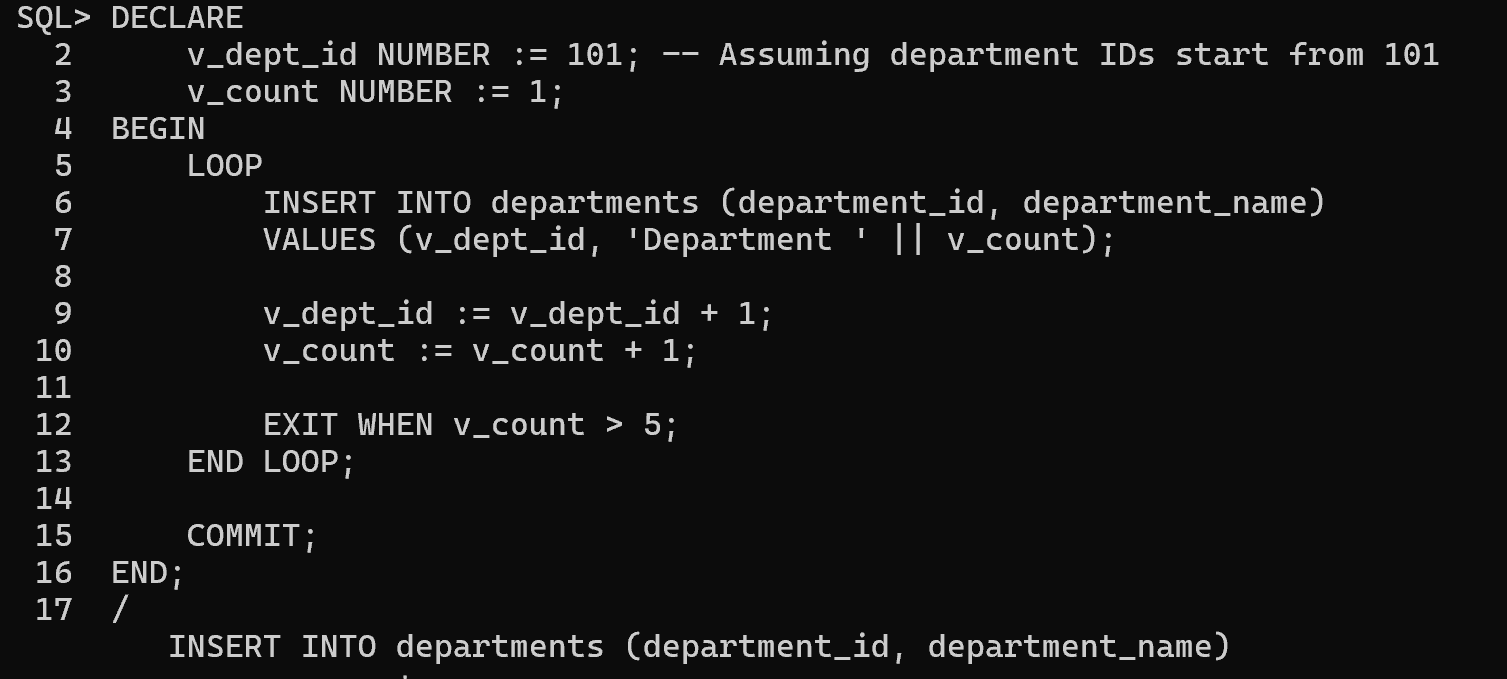 SQL> DECLARE
  2      v_dept_id NUMBER := 101; -- Assuming department IDs start from 101
  3      v_count NUMBER := 1;
  4  BEGIN
  5      LOOP
  6          INSERT INTO departments (department_id, department_name)
  7          VALUES (v_dept_id, 'Department ' || v_count);
  8
  9          v_dept_id := v_dept_id + 1;
 10          v_count := v_count + 1;
 11
 12          EXIT WHEN v_count > 5;
 13      END LOOP;
 14
 15      COMMIT;
 16  END;
 17  /
        INSERT INTO departments (department_id, department_name)